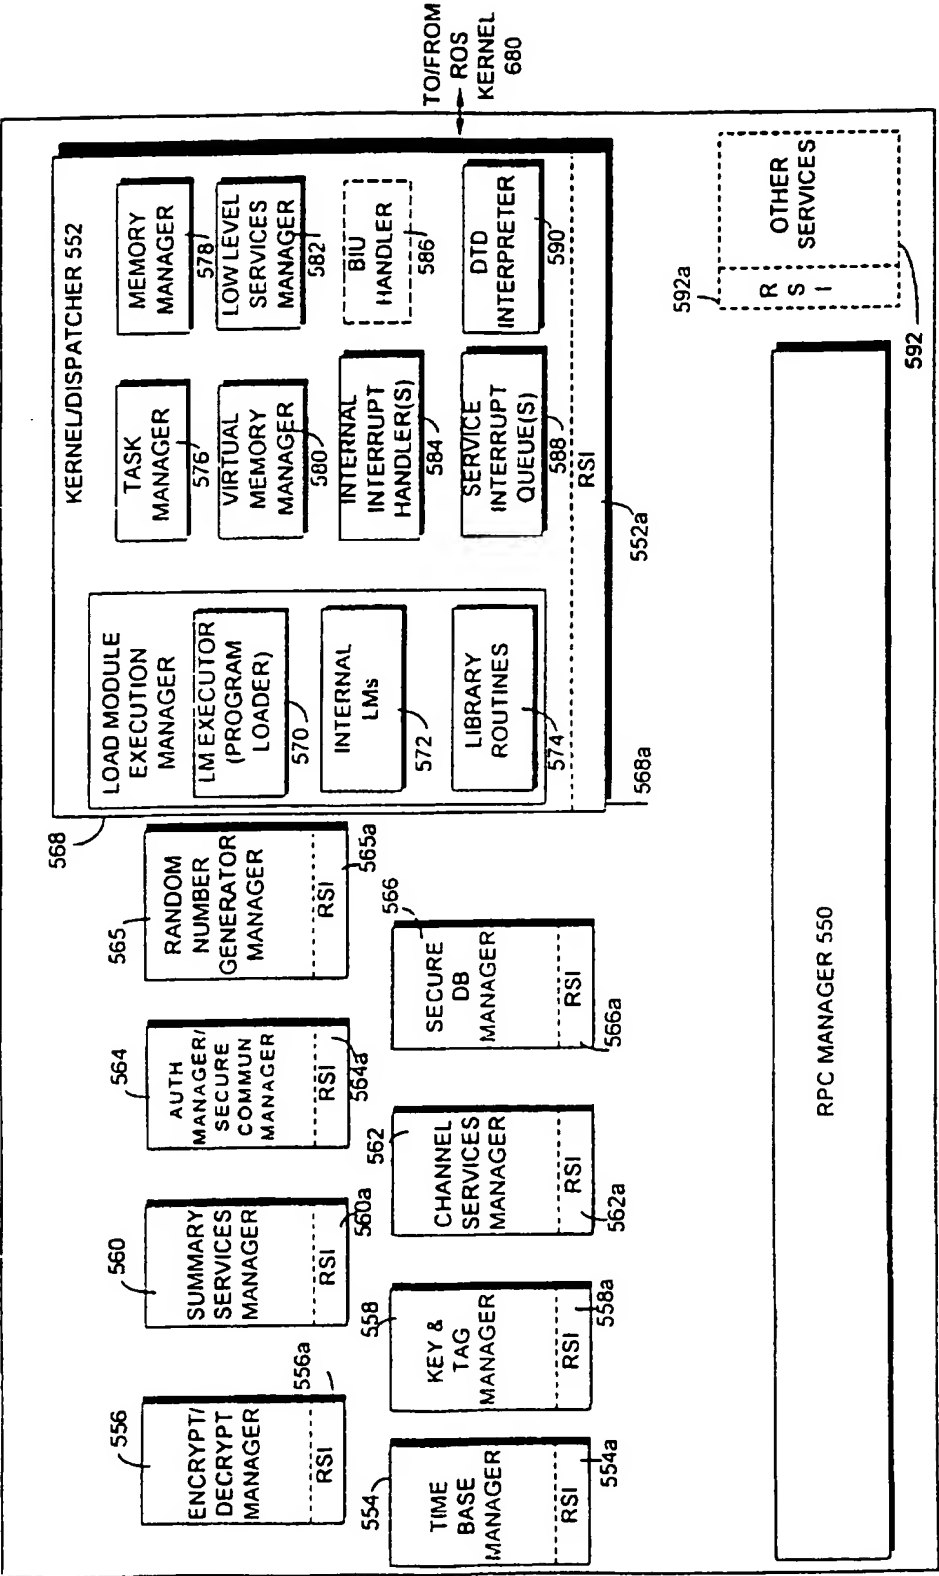 TO/FROM
ROS
KERNEL
680
KERNEL/DISPATCHER 552
LOAD MODULE
EXECUTION
MANAGER
LM EXECUTOR
(PROGRAM
LOADER)
570
INTERNAL
LMs
572
LIBRARY
ROUTINES
574
568
568a
TASK
MANAGER
576
MEMORY
MANAGER
578
VIRTUAL
MEMORY
MANAGER
580
LOW LEVEL
SERVICES
MANAGER
582
INTERNAL
INTERRUPT
HANDLER(S)
584
BIU
HANDLER
586
SERVICE
INTERRUPT
QUEUE(S)
588
DTD
INTERPRETER
590
RSI
552a
556
ENCRYPT/
DECRYPT
MANAGER
RSI
556a
560
SUMMARY
SERVICES
MANAGER
RSI
560a
564
AUTH
MANAGER/
SECURE
COMMUN
MANAGER
RSI
564a
565
RANDOM
NUMBER
GENERATOR
MANAGER
RSI
565a
554
TIME
BASE
MANAGER
RSI
554a
558
KEY &
TAG
MANAGER
RSI
558a
562
CHANNEL
SERVICES
MANAGER
RSI
562a
566
SECURE
DB
MANAGER
RSI
566a
592a
R
S
I
OTHER
SERVICES
592
RPC MANAGER 550